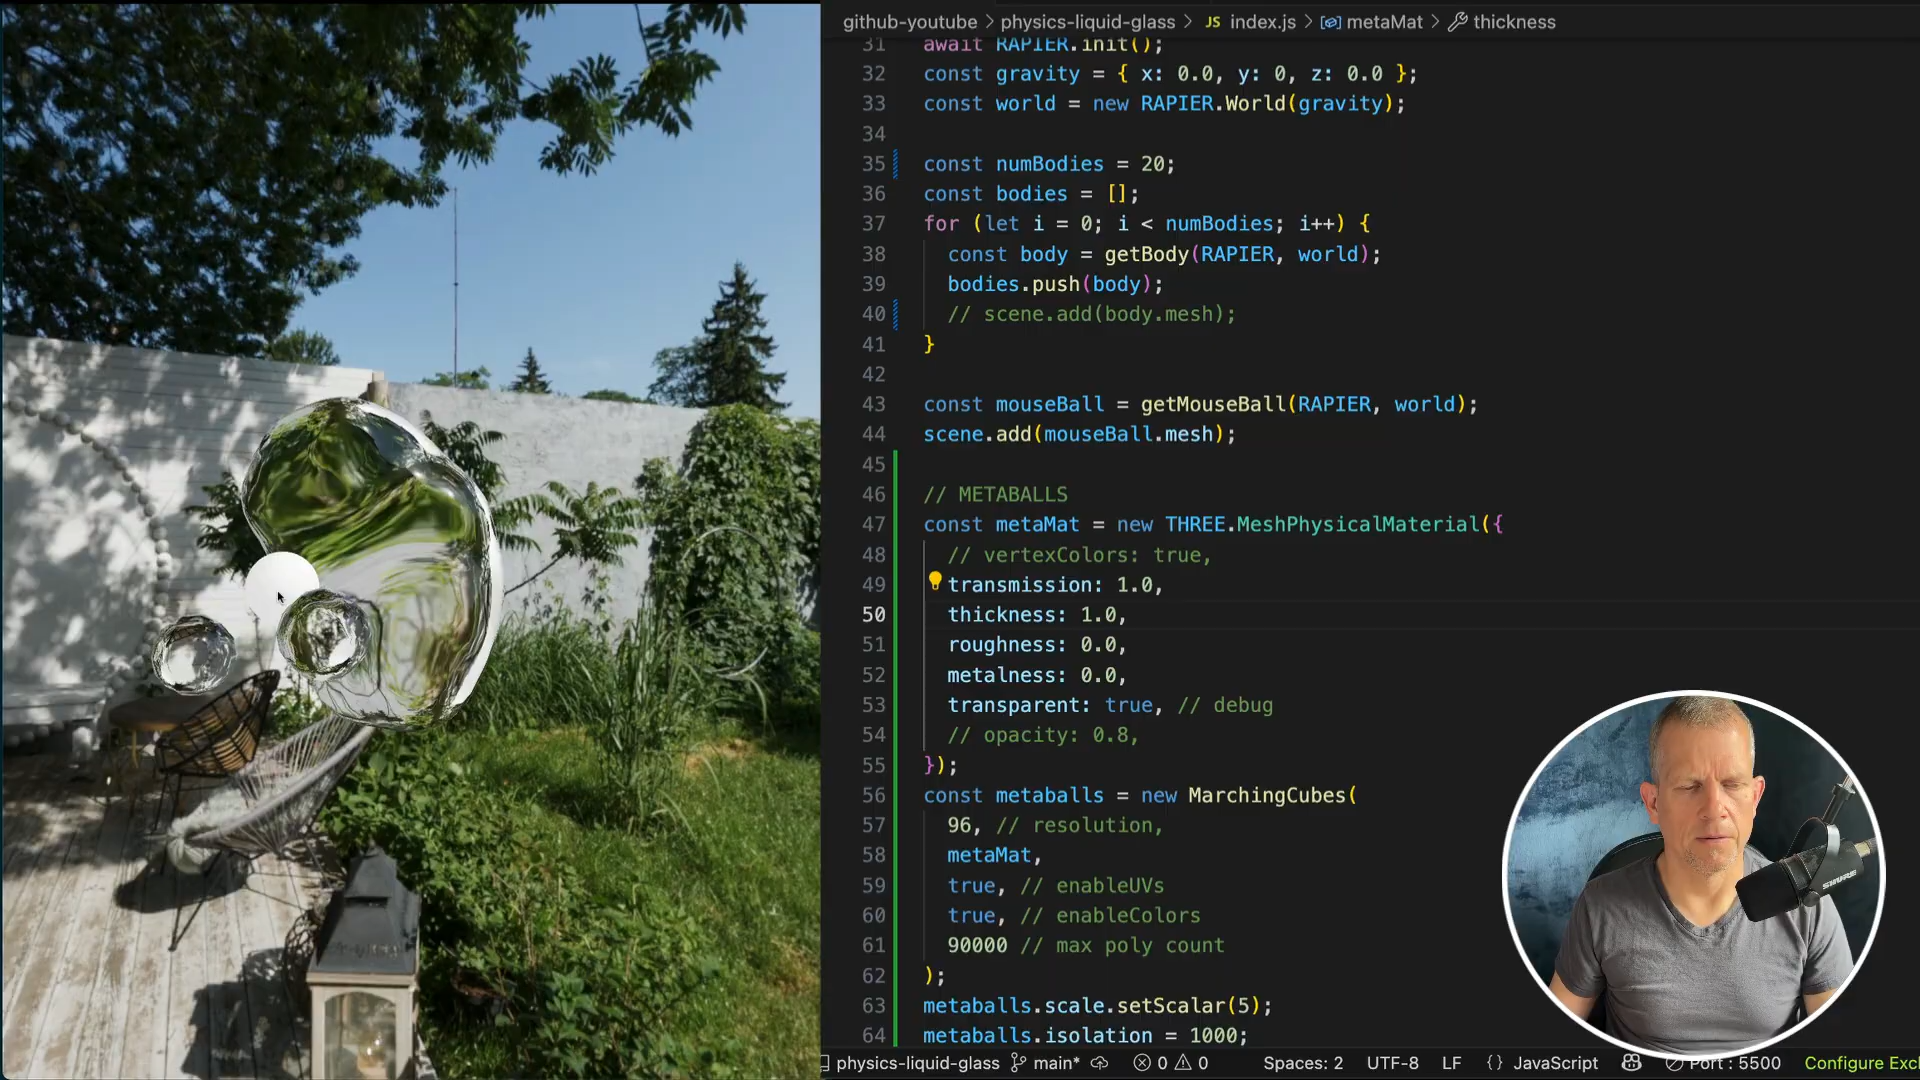 github-youtube > physics-liquid-glass > JS index.js > metaMat > thickness
31 await RAPIER.init();
32 const gravity = { x: 0.0, y: 0, z: 0.0 };
33 const world = new RAPIER.World(gravity);
34
35 const numBodies = 20;
36 const bodies = [];
37 for (let i = 0; i < numBodies; i++) {
38 const body = getBody(RAPIER, world);
39 bodies.push(body);
40 // scene.add(body.mesh);
41 }
42
43 const mouseBall = getMouseBall(RAPIER, world);
44 scene.add(mouseBall.mesh);
45
46 // METABALLS
47 const metaMat = new THREE.MeshPhysicalMaterial({
48 // vertexColors: true,
49 transmission: 1.0,
50 thickness: 1.0,
51 roughness: 0.0,
52 metalness: 0.0,
53 transparent: true, // debug
54 // opacity: 0.8,
55 });
56 const metaballs = new MarchingCubes(
57 96, // resolution,
58 metaMat,
59 true, // enableUVs
60 true, // enableColors
61 90000 // max poly count
62 );
63 metaballs.scale.setScalar(5);
64 metaballs.isolation = 1000;
SHURE
physics-liquid-glass main* 0 0 Spaces: 2 UTF-8 LF {} JavaScript Port : 5500 Configure Excl